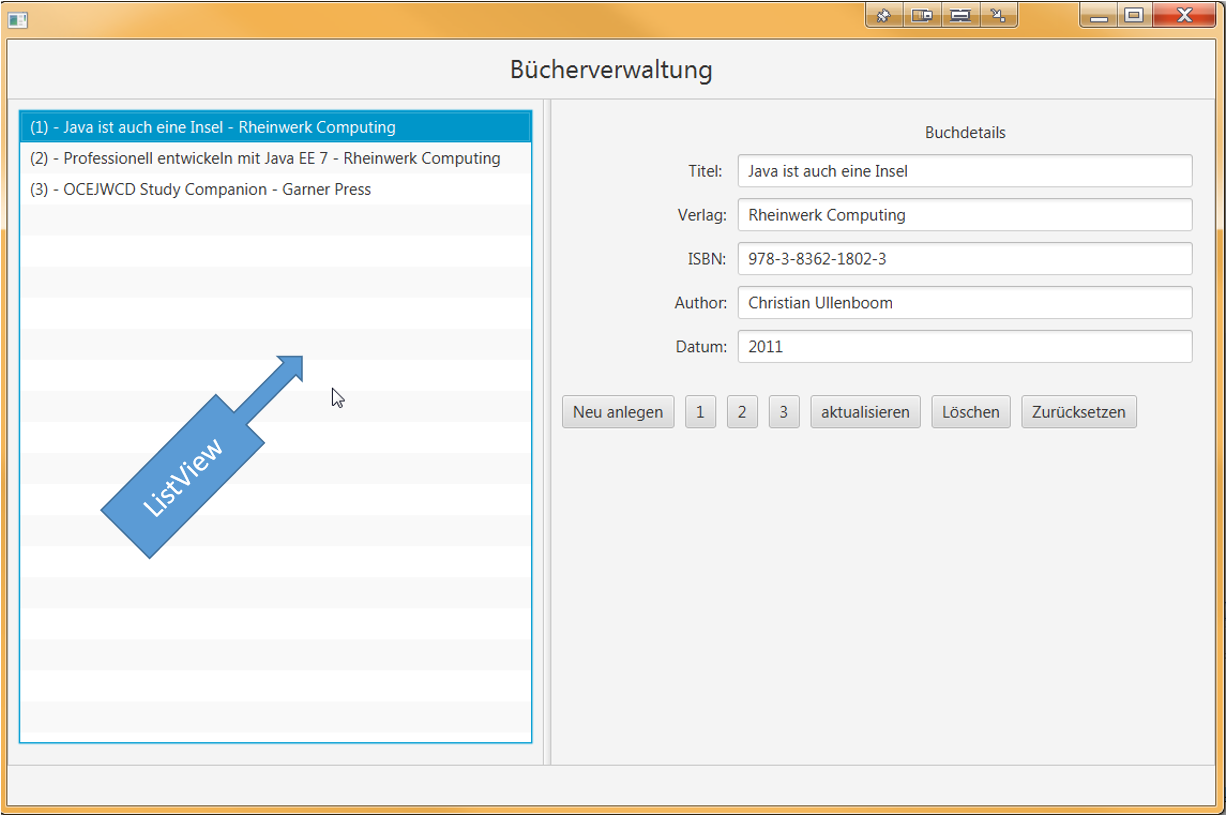 Bücherverwaltung
(1) - Java ist auch eine Insel - Rheinwerk Computing
(2) - Professionell entwickeln mit Java EE 7 - Rheinwerk Computing
(3) - OCEJWCD Study Companion - Garner Press
ListView
Buchdetails
Titel: Java ist auch eine Insel
Verlag: Rheinwerk Computing
ISBN: 978-3-8362-1802-3
Author: Christian Ullenboom
Datum: 2011
Neu anlegen 1 2 3 aktualisieren Löschen Zurücksetzen